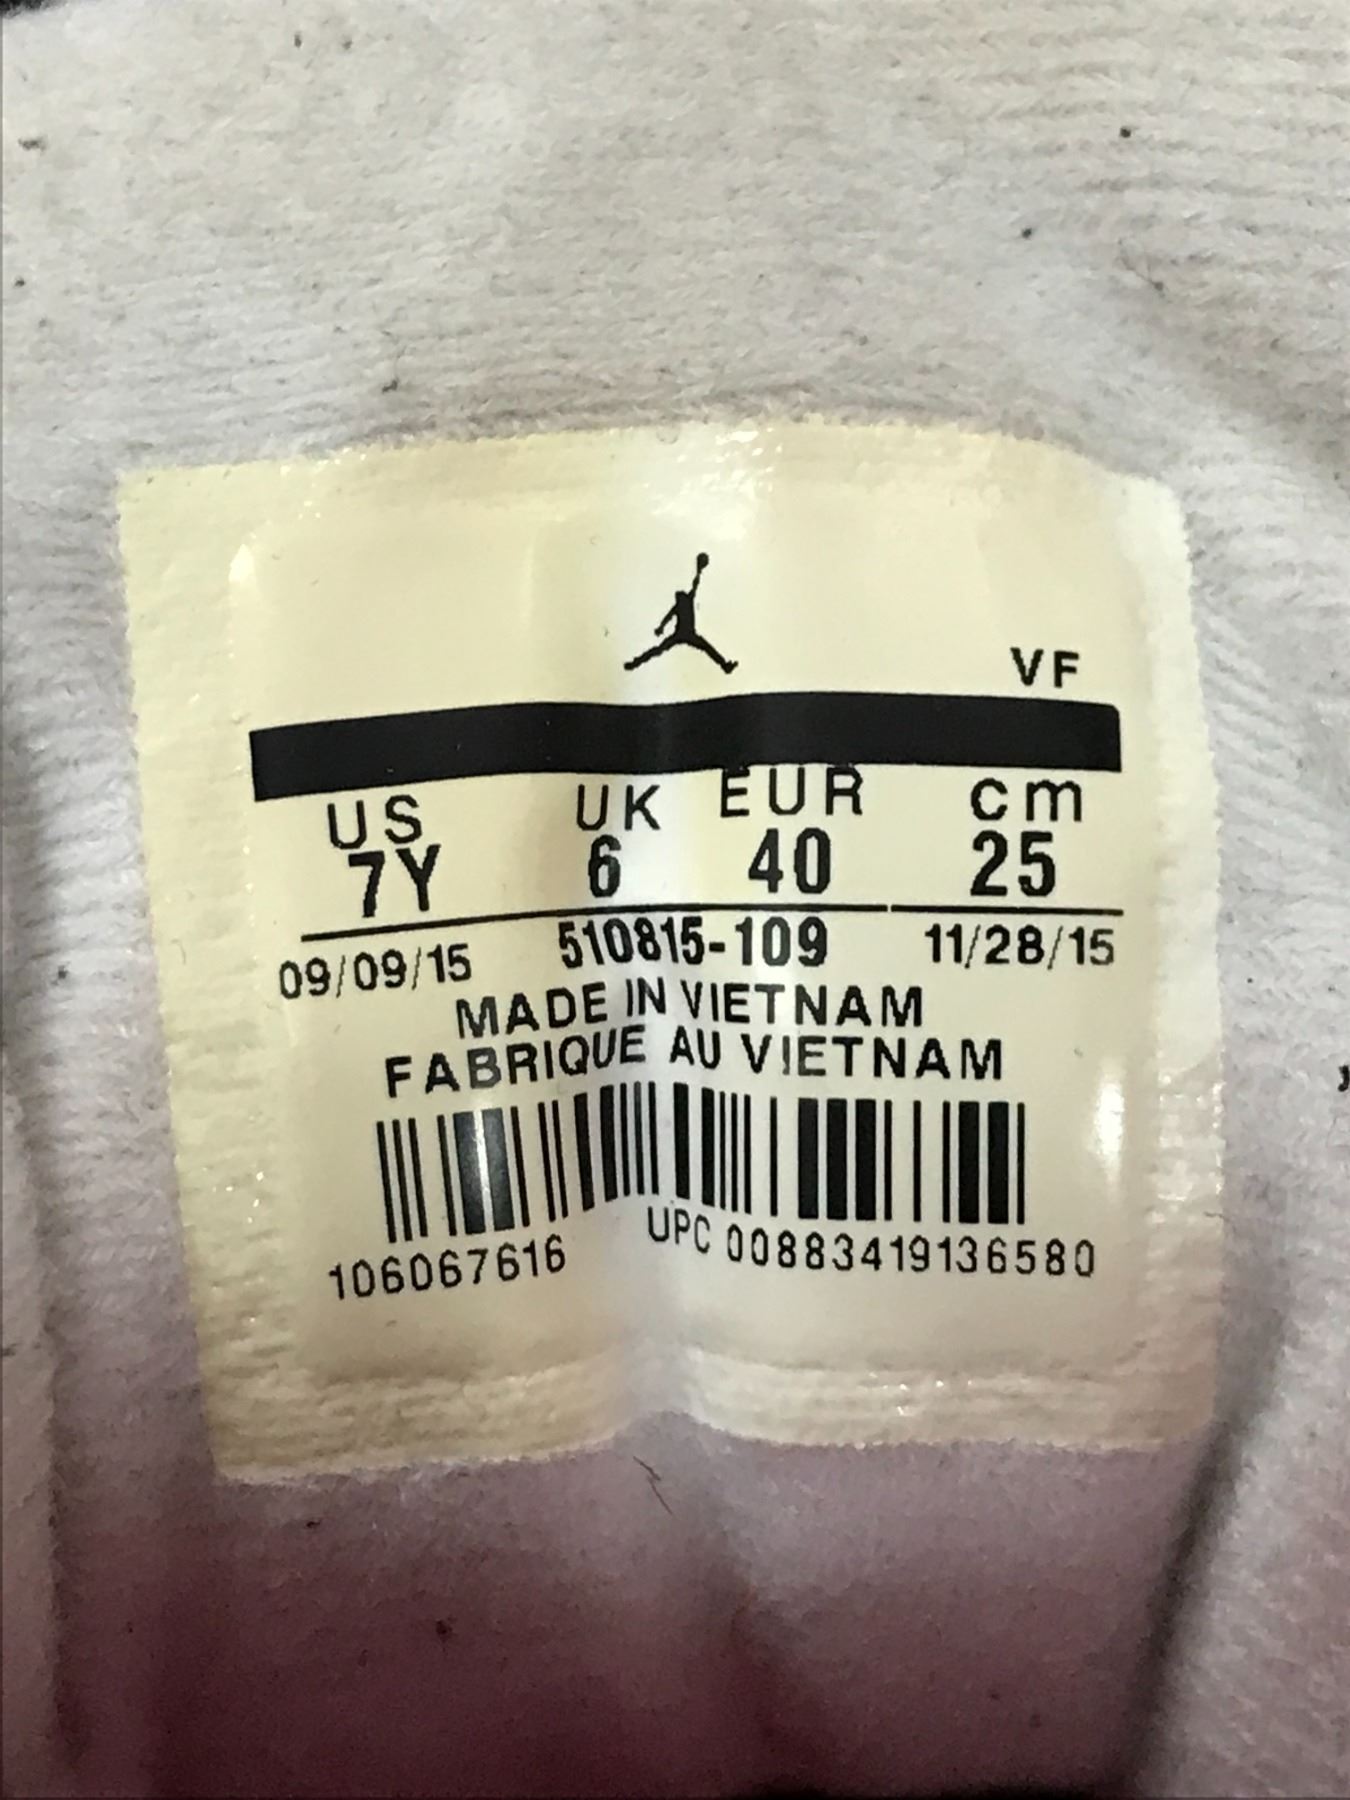 VF
US UK EUR cm
7Y 6 40 25
09/09/15 510815-109 11/28/15
MADE IN VIETNAM
FABRIQUE AU VIETNAM
106067616 UPC 00883419136580